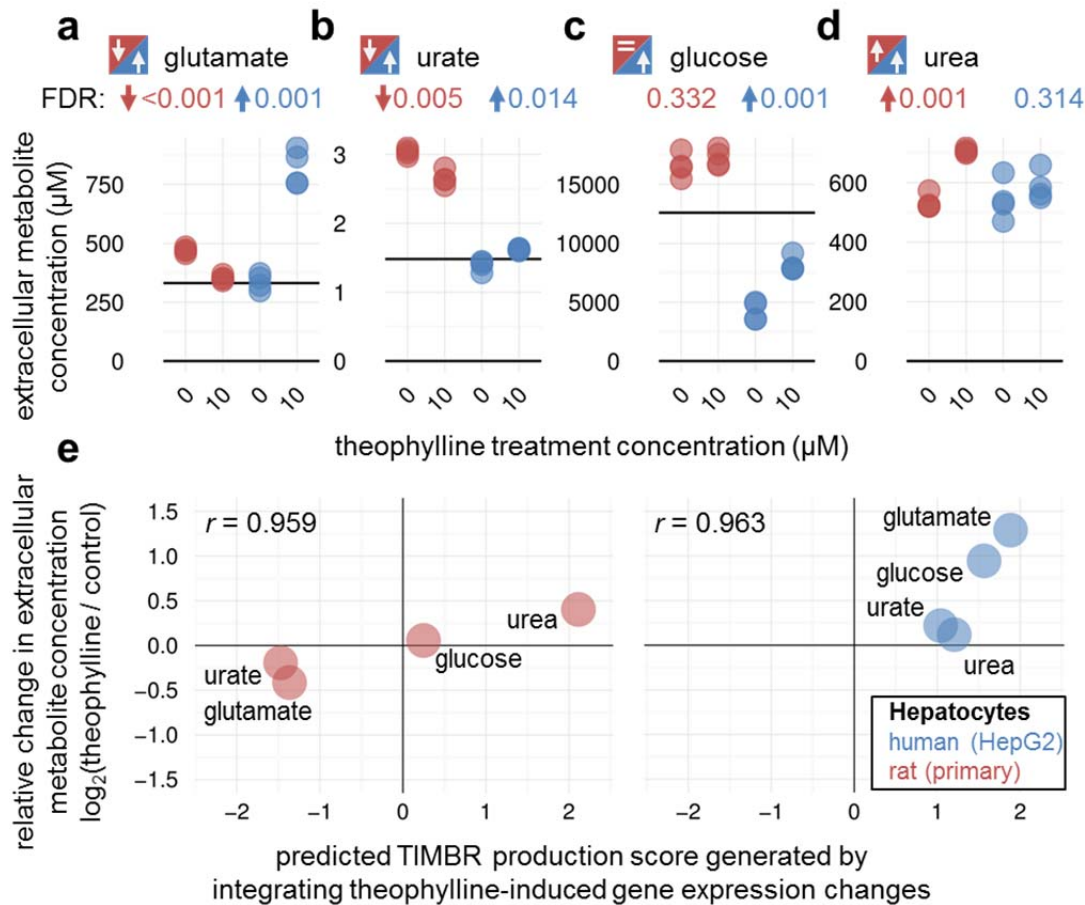 a glutamate b urate c glucose d urea
FDR: <0.001 0.001 0.005 0.014 0.332 0.001 0.001 0.314
extracellular metabolite
concentration (µM)
750
500
250
0
3
2
1
0
15000
10000
5000
0
600
400
200
0
0 10 0 10 0 10 0 10 0 10 0 10 0 10 0 10
theophylline treatment concentration (µM)
e
relative change in extracellular
metabolite concentration
log₂(theophylline / control)
1.5
1.0
0.5
0.0
−0.5
−1.0
−1.5
r = 0.959
urea
glucose
urate
glutamate
−2 −1 0 1 2
r = 0.963
glutamate
glucose
urate
urea
Hepatocytes
human (HepG2)
rat (primary)
−2 −1 0 1 2
predicted TIMBR production score generated by
integrating theophylline-induced gene expression changes